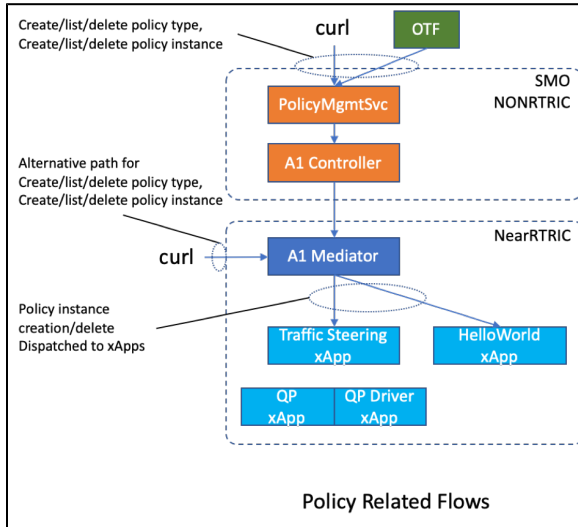 Create/list/delete policy type,
Create/list/delete policy instance
curl
OTF
SMO
NONRTRIC
PolicyMgmtSvc
A1 Controller
Alternative path for
Create/list/delete policy type,
Create/list/delete policy instance
NearRTRIC
curl
A1 Mediator
Policy instance
creation/delete
Dispatched to xApps
Traffic Steering
xApp
HelloWorld
xApp
QP
xApp
QP Driver
xApp
Policy Related Flows